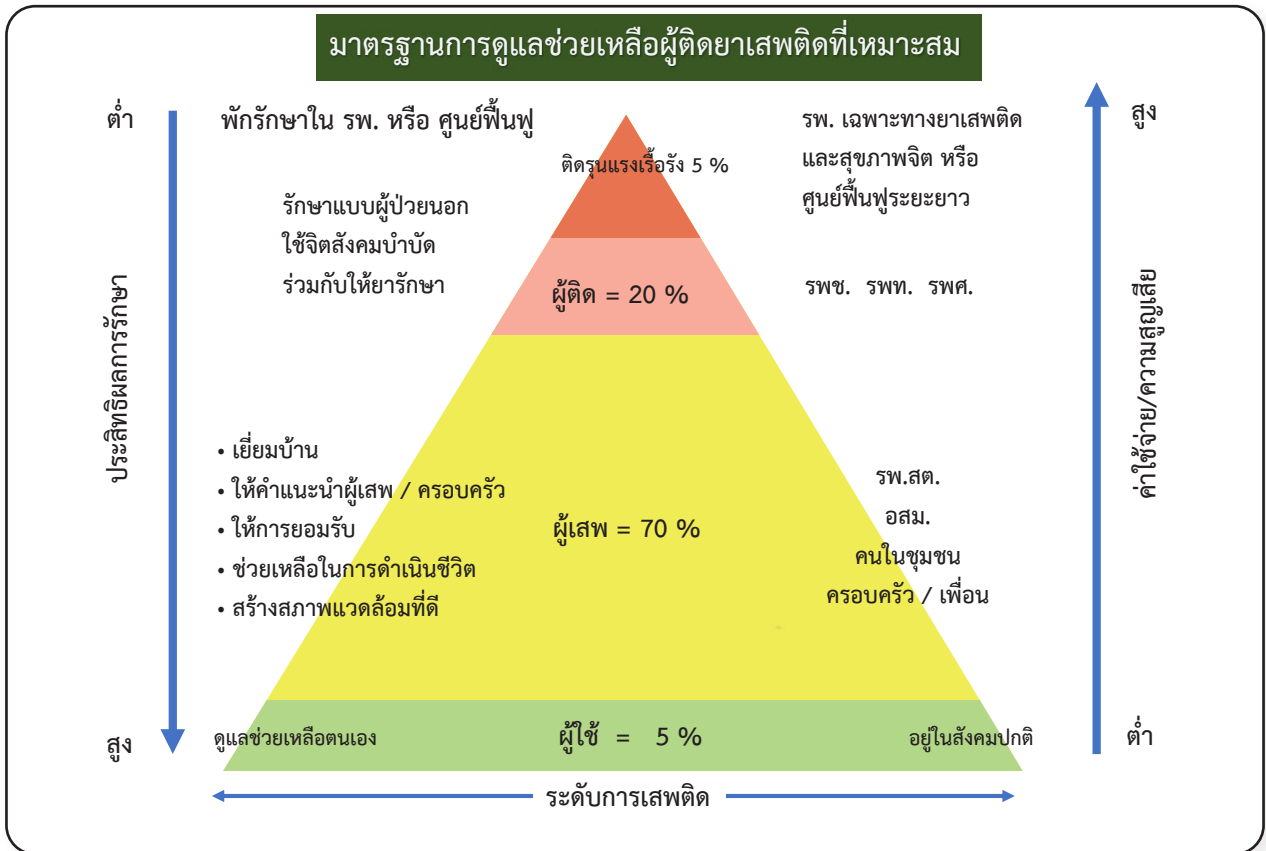 มาตรฐานการดูแลช่วยเหลือผู้ติดยาเสพติดที่เหมาะสม
ต่ำ
พักรักษาใน รพ. หรือ ศูนย์ฟื้นฟู
ติดรุนแรงเรื้อรัง 5 %
รพ. เฉพาะทางยาเสพติด
และสุขภาพจิต หรือ
ศูนย์ฟื้นฟูระยะยาว
สูง
รักษาแบบผู้ป่วยนอก
ใช้จิตสังคมบำบัด
ร่วมกับให้ยารักษา
ผู้ติด = 20 %
รพช. รพท. รพศ.
ประสิทธิผลการรักษา
ค่าใช้จ่าย/ความสูญเสีย
• เยี่ยมบ้าน
• ให้คำแนะนำผู้เสพ / ครอบครัว
• ให้การยอมรับ
• ช่วยเหลือในการดำเนินชีวิต
• สร้างสภาพแวดล้อมที่ดี
ผู้เสพ = 70 %
รพ.สต.
อสม.
คนในชุมชน
ครอบครัว / เพื่อน
สูง
ดูแลช่วยเหลือตนเอง
ผู้ใช้ = 5 %
อยู่ในสังคมปกติ
ต่ำ
ระดับการเสพติด